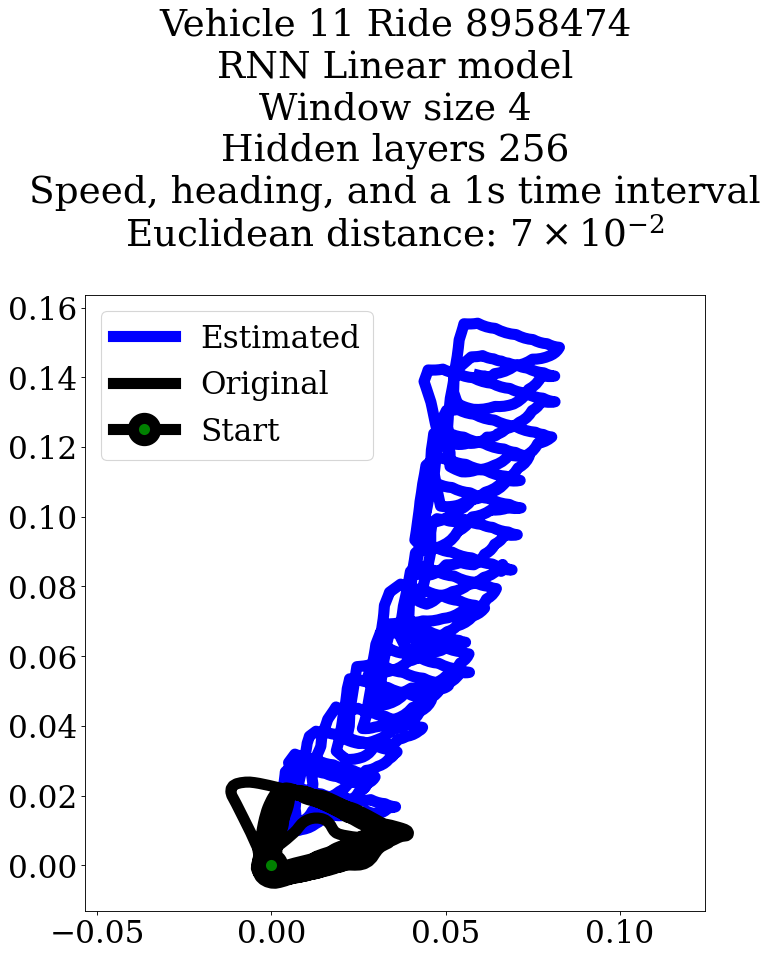 Vehicle 11 Ride 8958474
RNN Linear model
Window size 4
Hidden layers 256
Speed, heading, and a 1s time interval
Euclidean distance: $7 \times 10^{-2}$
0.16
0.14
0.12
0.10
0.08
0.06
0.04
0.02
0.00
Estimated
Original
Start
−0.05
0.00
0.05
0.10